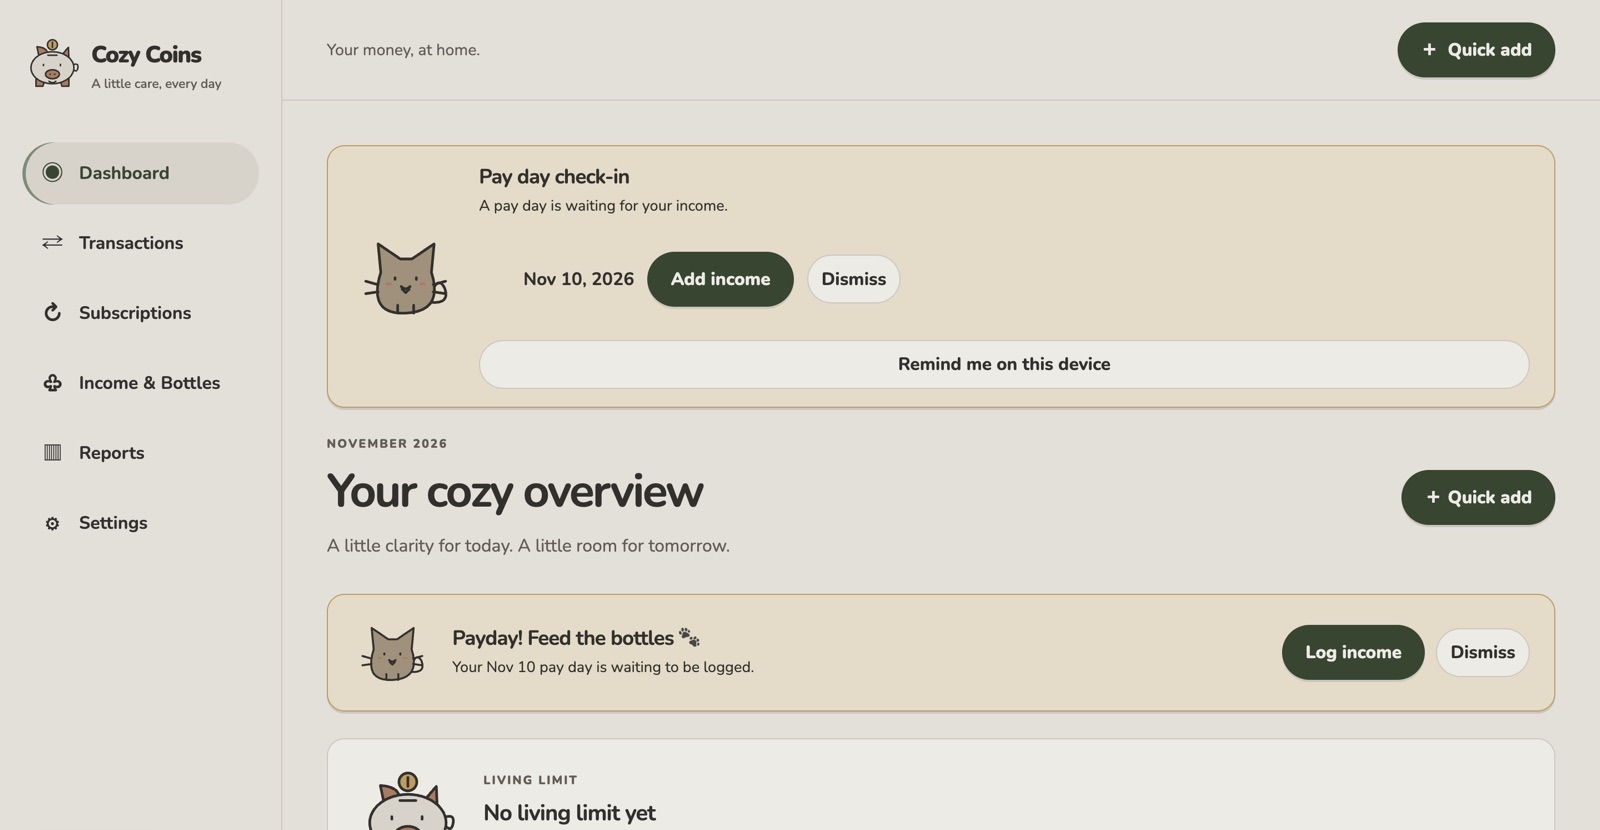 Cozy Coins
A little care, every day
Dashboard
Transactions
Subscriptions
Income & Bottles
Reports
Settings
Your money, at home.
+ Quick add
Pay day check-in
A pay day is waiting for your income.
Nov 10, 2026
Add income
Dismiss
Remind me on this device
NOVEMBER 2026
Your cozy overview
A little clarity for today. A little room for tomorrow.
+ Quick add
Payday! Feed the bottles 🐾
Your Nov 10 pay day is waiting to be logged.
Log income
Dismiss
LIVING LIMIT
No living limit yet